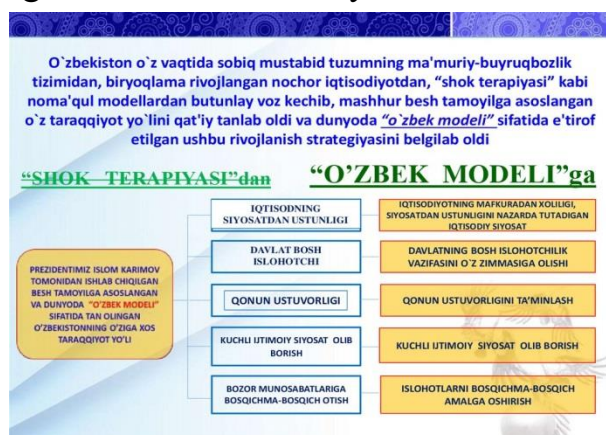 O`zbekiston o`z vaqtida sobiq mustabid tuzumning ma'muriy-buyruqbozlik
tizimidan, biryoqlama rivojlangan nochor iqtisodiyotdan, “shok terapiyasi” kabi
noma'qul modellardan butunlay voz kechib, mashhur besh tamoyilga asoslangan
o`z taraqqiyot yo`lini qat'iy tanlab oldi va dunyoda “o`zbek modeli” sifatida e'tirof
etilgan ushbu rivojlanish strategiyasini belgilab oldi
“SHOK TERAPIYASI”dan
“O’ZBEK MODELI”ga
PREZIDENTIMIZ ISLOM KARIMOV
TOMONIDAN ISHLAB CHIQILGAN
BESH TAMOYILGA ASOSLANGAN
VA DUNYODA “O’ZBEK MODELI”
SIFATIDA TAN OLINGAN
O’ZBEKISTONNING O’ZIGA XOS
TARAQQIYOT YO’LI
IQTISODNING
SIYOSATDAN USTUNLIGI
IQTISODIYOTNING MAFKURADAN XOLILIGI,
SIYOSATDAN USTUNLIGINI NAZARDA TUTADIGAN
IQTISODIY SIYOSAT
DAVLAT BOSH
ISLOHOTCHI
DAVLATNING BOSH ISLOHOTCHILIK
VAZIFASINI O`Z ZIMMASIGA OLISHI
QONUN USTUVORLIGI
QONUN USTUVORLIGINI TA’MINLASH
KUCHLI IJTIMOIY SIYOSAT OLIB
BORISH
KUCHLI IJTIMOIY SIYOSAT OLIB BORISH
BOZOR MUNOSABATLARIGA
BOSQICHMA-BOSQICH OTISH
ISLOHOTLARNI BOSQICHMA-BOSQICH
AMALGA OSHIRISH